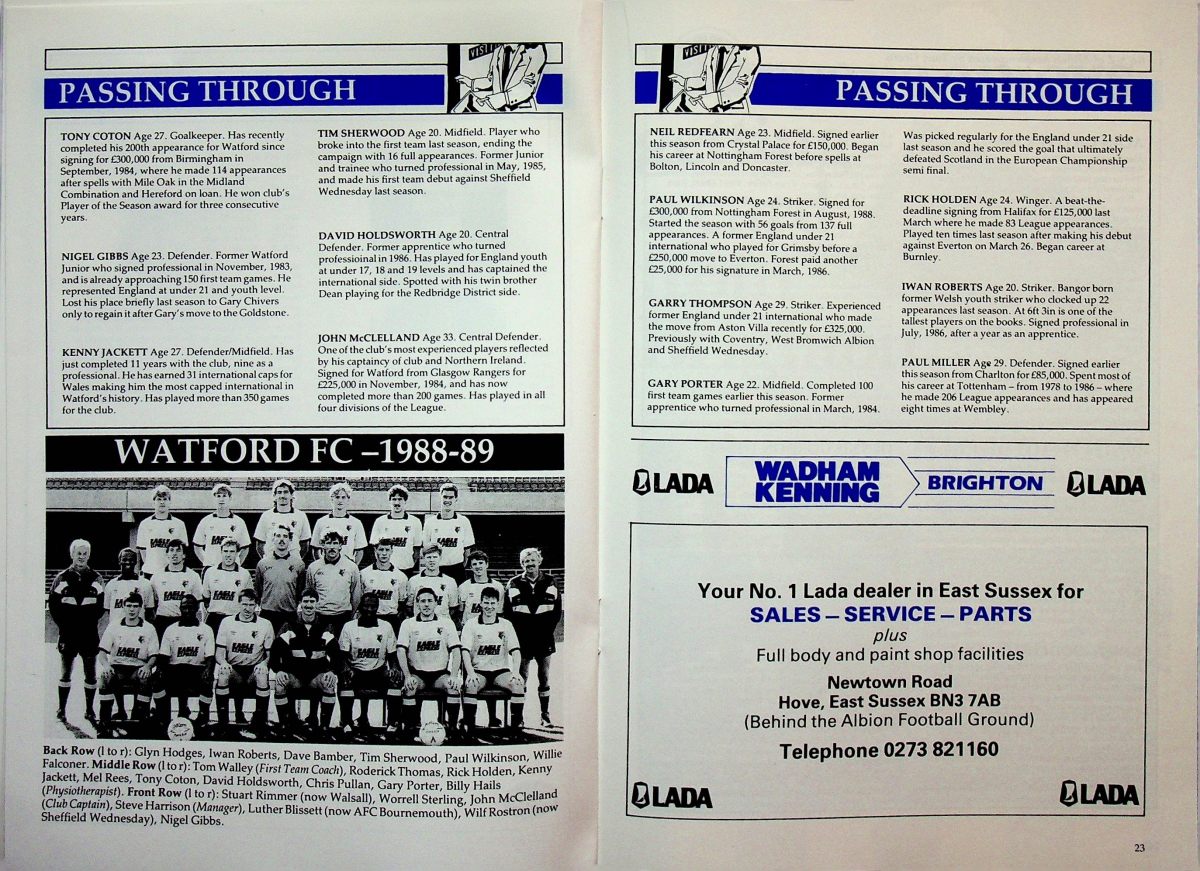 VISIT
PASSING THROUGH
TONY COTON Age 27. Goalkeeper. Has recently
completed his 200th appearance for Watford since
signing for £300,000 from Birmingham in
September, 1984, where he made 114 appearances
after spells with Mile Oak in the Midland
Combination and Hereford on loan. He won club's
Player of the Season award for three consecutive
years.
NIGEL GIBBS Age 23. Defender. Former Watford
Junior who signed professional in November, 1983,
and is already approaching 150 first team games. He
represented England at under 21 and youth level.
Lost his place briefly last season to Gary Chivers
only to regain it after Gary's move to the Goldstone.
KENNY JACKETT Age 27. Defender/Midfield. Has
just completed 11 years with the club, nine as a
professional. He has earned 31 international caps for
Wales making him the most capped international in
Watford's history. Has played more than 350 games
for the club.
TIM SHERWOOD Age 20. Midfield. Player who
broke into the first team last season, ending the
campaign with 16 full appearances. Former Junior
and trainee who turned professional in May, 1985,
and made his first team debut against Sheffield
Wednesday last season.
DAVID HOLDSWORTH Age 20. Central
Defender. Former apprentice who turned
professioinal in 1986. Has played for England youth
at under 17, 18 and 19 levels and has captained the
international side. Spotted with his twin brother
Dean playing for the Redbridge District side.
JOHN McCLELLAND Age 33. Central Defender.
One of the club's most experienced players reflected
by his captaincy of club and Northern Ireland.
Signed for Watford from Glasgow Rangers for
£225,000 in November, 1984, and has now
completed more than 200 games. Has played in all
four divisions of the League.
WATFORD FC –1988-89
Back Row (l to r): Glyn Hodges, Iwan Roberts, Dave Bamber, Tim Sherwood, Paul Wilkinson, Willie
Falconer. Middle Row (l to r): Tom Walley (First Team Coach), Roderick Thomas, Rick Holden, Kenny
Jackett, Mel Rees, Tony Coton, David Holdsworth, Chris Pullan, Gary Porter, Billy Hails
(Physiotherapist). Front Row (l to r): Stuart Rimmer (now Walsall), Worrell Sterling, John McClelland
(Club Captain), Steve Harrison (Manager), Luther Blissett (now AFC Bournemouth), Wilf Rostron (now
Sheffield Wednesday), Nigel Gibbs.
VISIT
PASSING THROUGH
NEIL REDFEARN Age 23. Midfield. Signed earlier
this season from Crystal Palace for £150,000. Began
his career at Nottingham Forest before spells at
Bolton, Lincoln and Doncaster.
PAUL WILKINSON Age 24. Striker. Signed for
£300,000 from Nottingham Forest in August, 1988.
Started the season with 56 goals from 137 full
appearances. A former England under 21
international who played for Grimsby before a
£250,000 move to Everton. Forest paid another
£25,000 for his signature in March, 1986.
GARRY THOMPSON Age 29. Striker. Experienced
former England under 21 international who made
the move from Aston Villa recently for £325,000.
Previously with Coventry, West Bromwich Albion
and Sheffield Wednesday.
GARY PORTER Age 22. Midfield. Completed 100
first team games earlier this season. Former
apprentice who turned professional in March, 1984.
Was picked regularly for the England under 21 side
last season and he scored the goal that ultimately
defeated Scotland in the European Championship
semi final.
RICK HOLDEN Age 24. Winger. A beat-the-
deadline signing from Halifax for £125,000 last
March where he made 83 League appearances.
Played ten times last season after making his debut
against Everton on March 26. Began career at
Burnley.
IWAN ROBERTS Age 20. Striker. Bangor born
former Welsh youth striker who clocked up 22
appearances last season. At 6ft 3in is one of the
tallest players on the books. Signed professional in
July, 1986, after a year as an apprentice.
PAUL MILLER Age 29. Defender. Signed earlier
this season from Charlton for £85,000. Spent most of
his career at Tottenham – from 1978 to 1986 – where
he made 206 League appearances and has appeared
eight times at Wembley.
LADA
WADHAM
KENNING
BRIGHTON
LADA
Your No. 1 Lada dealer in East Sussex for
SALES – SERVICE – PARTS
plus
Full body and paint shop facilities
Newtown Road
Hove, East Sussex BN3 7AB
(Behind the Albion Football Ground)
Telephone 0273 821160
LADA
LADA
23